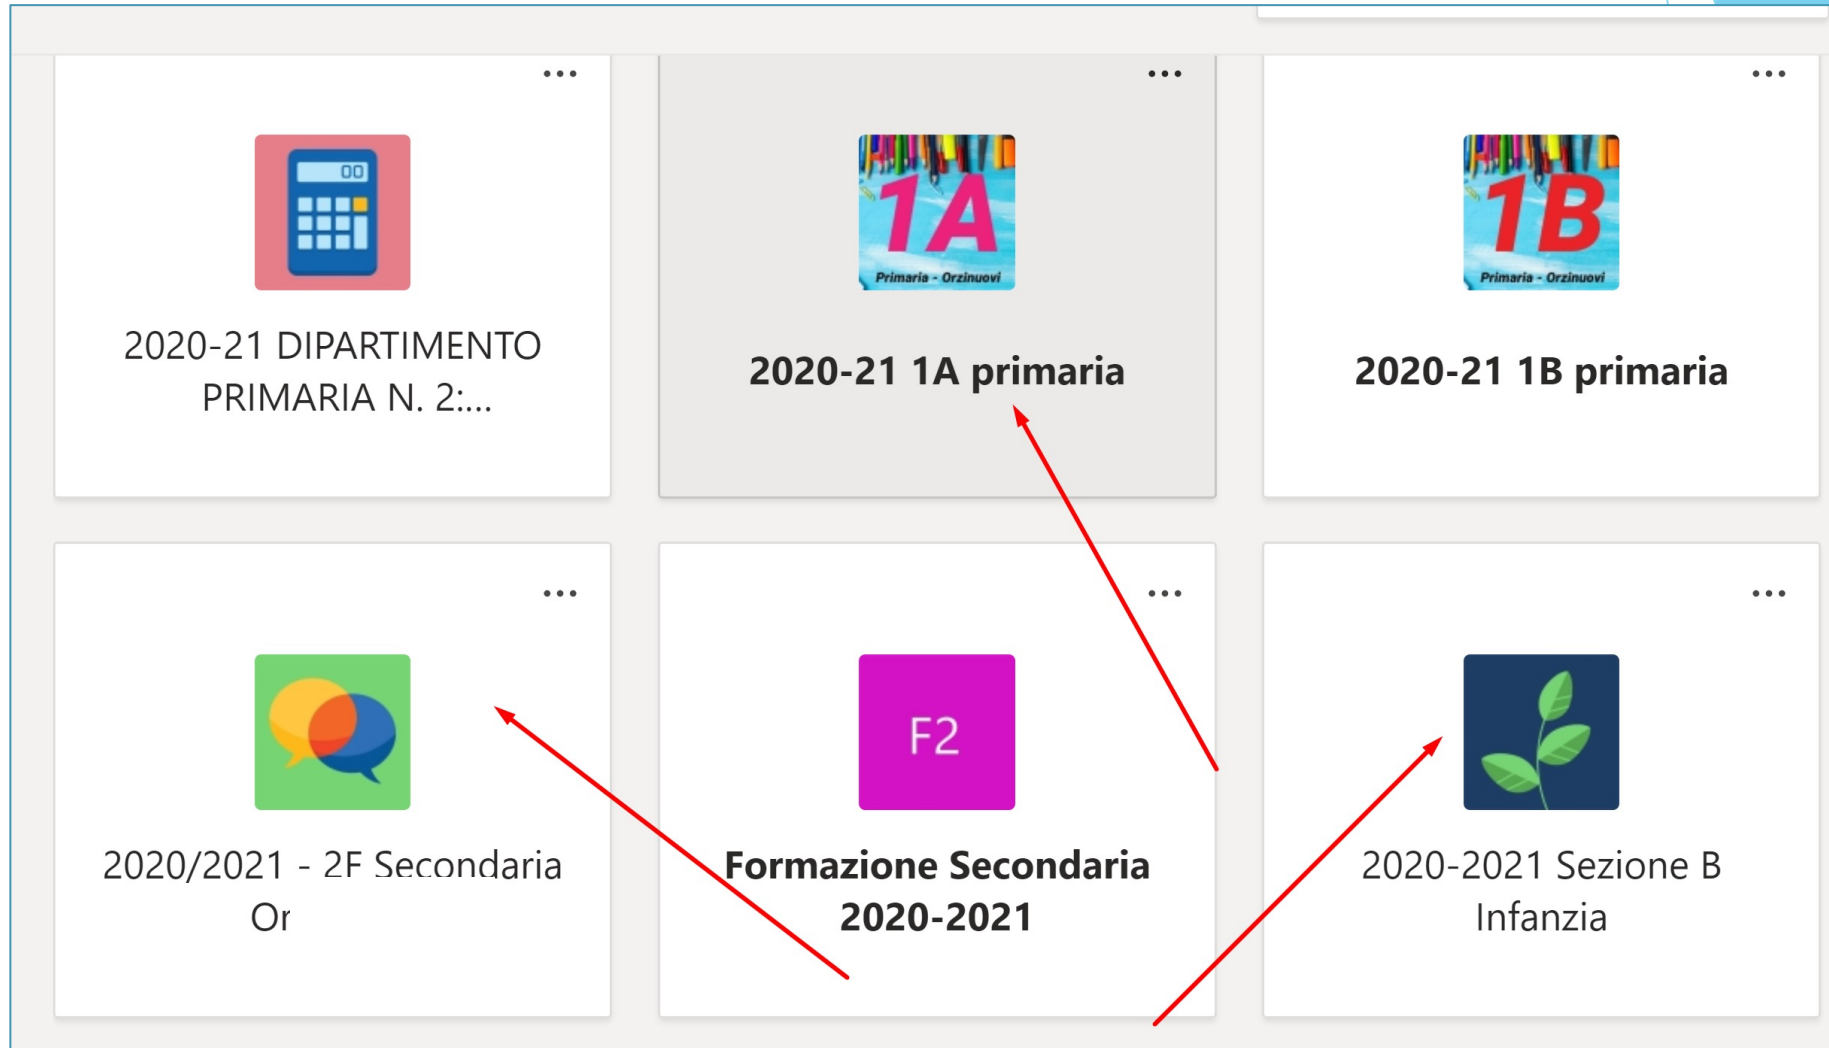 00
2020-21 DIPARTIMENTO
PRIMARIA N. 2:...
1A
Primaria - Orzinuovi
2020-21 1A primaria
1B
Primaria - Orzinuovi
2020-21 1B primaria
2020/2021 - 2F Secondaria
Or
F2
Formazione Secondaria
2020-2021
2020-2021 Sezione B
Infanzia